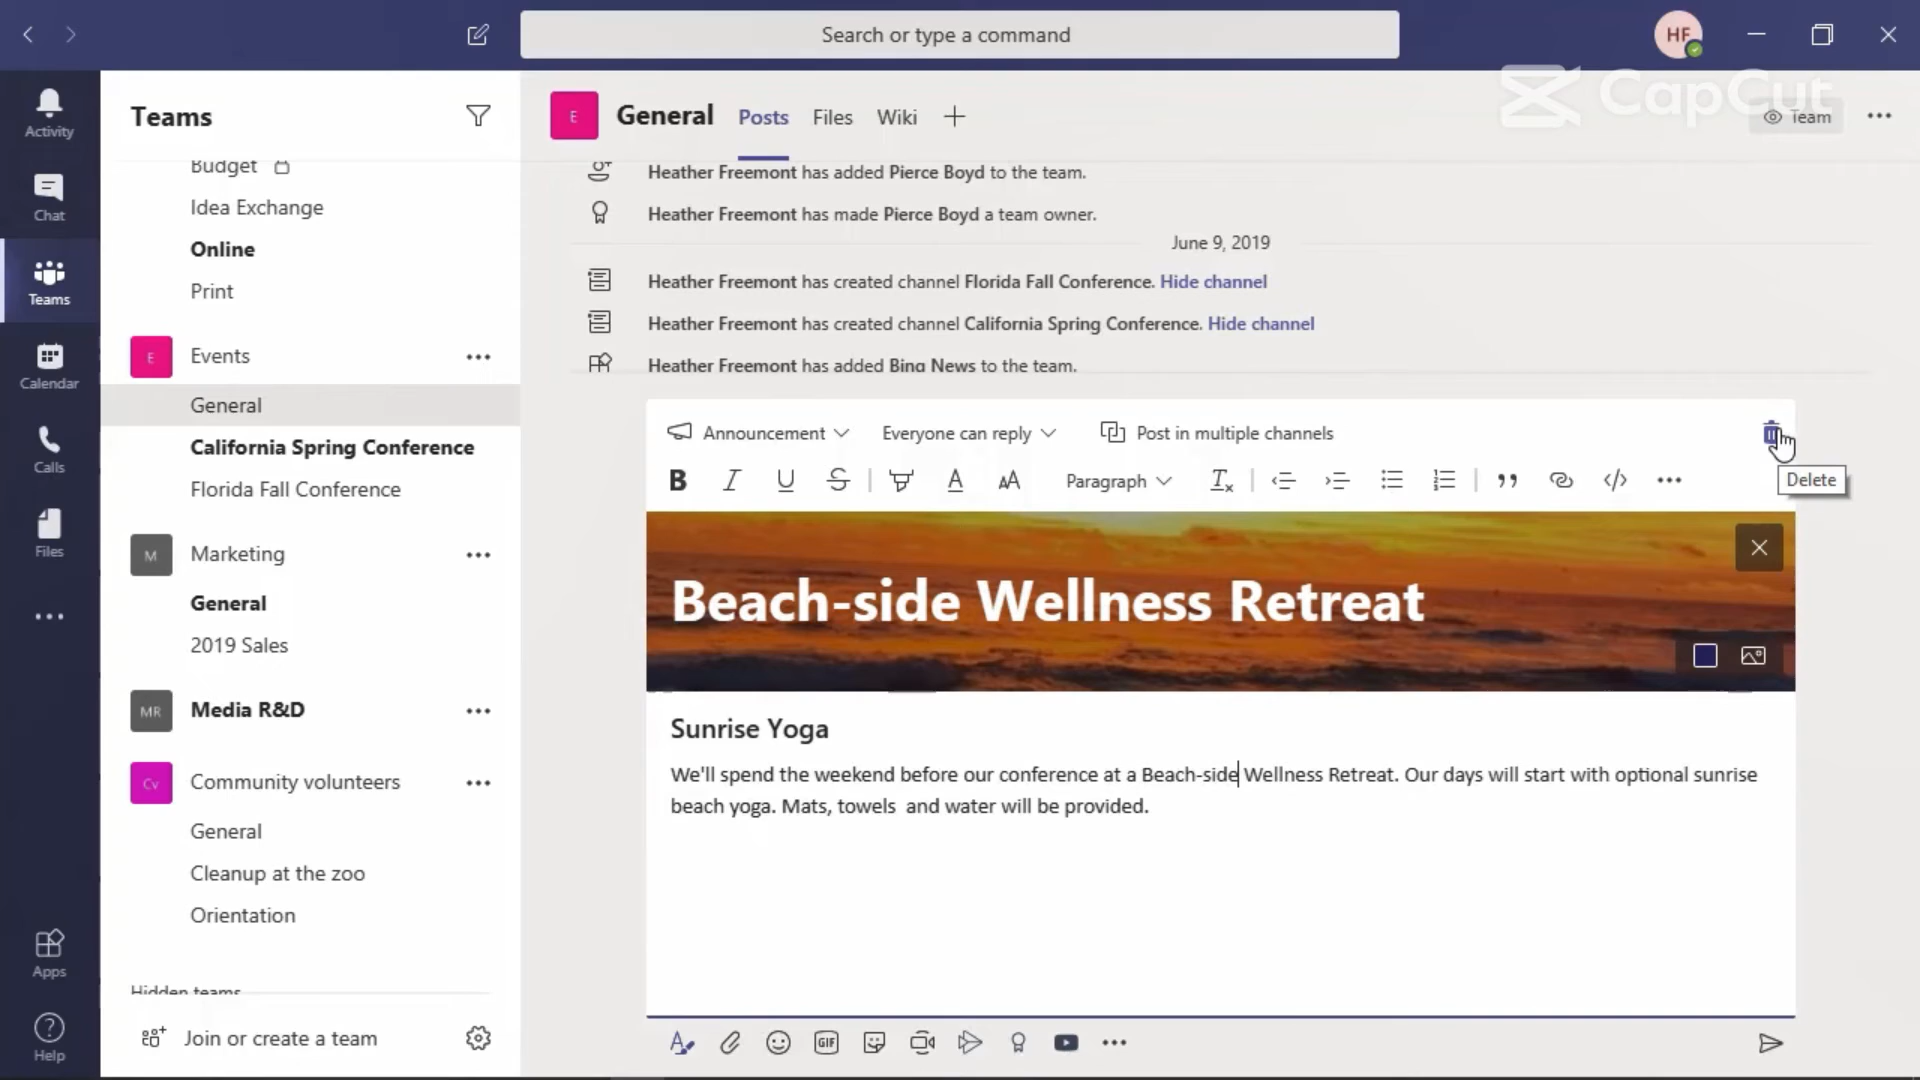 Search or type a command
HF
CapCut
Activity
Chat
Teams
Calendar
Calls
Files
Apps
Help
Teams
Budget
Idea Exchange
Online
Print
E Events
General
California Spring Conference
Florida Fall Conference
M Marketing
General
2019 Sales
MR Media R&D
Cv Community volunteers
General
Cleanup at the zoo
Orientation
Hidden teams
Join or create a team
E General Posts Files Wiki
Team
Heather Freemont has added Pierce Boyd to the team.
Heather Freemont has made Pierce Boyd a team owner.
June 9, 2019
Heather Freemont has created channel Florida Fall Conference. Hide channel
Heather Freemont has created channel California Spring Conference. Hide channel
Heather Freemont has added Bing News to the team.
Announcement Everyone can reply Post in multiple channels
B I U S A AA Paragraph Tx </>
Delete
Beach-side Wellness Retreat
Sunrise Yoga
We'll spend the weekend before our conference at a Beach-side Wellness Retreat. Our days will start with optional sunrise
beach yoga. Mats, towels  and water will be provided.
GIF